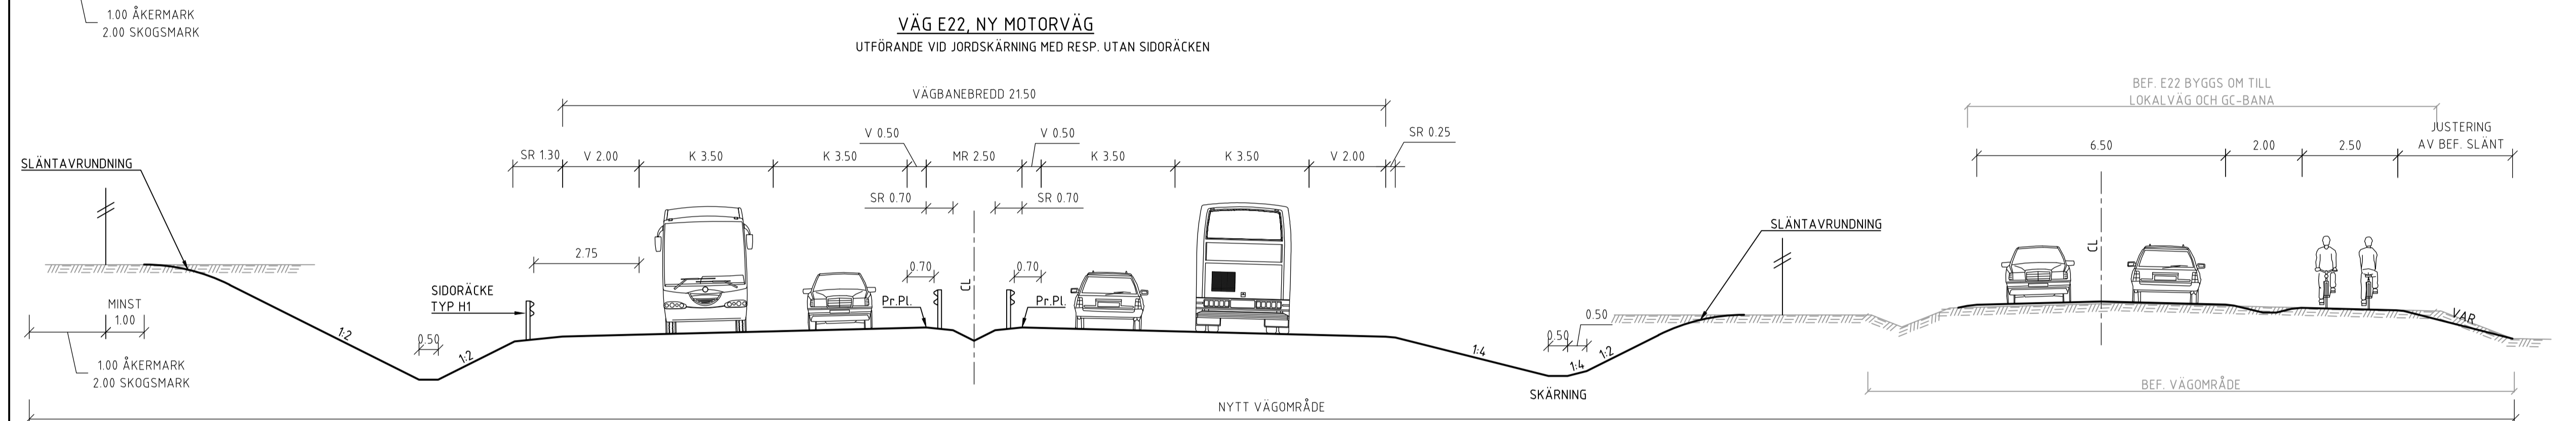 1.00 ÅKERMARK
2.00 SKOGSMARK
VÄG E22, NY MOTORVÄG
UTFÖRANDE VID JORDSKÄRNING MED RESP. UTAN SIDORÄCKEN
VÄGBANEBREDD 21.50
BEF. E22 BYGGS OM TILL
LOKALVÄG OCH GC-BANA
V 0.50
V 0.50
SR 0.25
SR 1.30
V 2.00
K 3.50
K 3.50
MR 2.50
K 3.50
K 3.50
V 2.00
6.50
2.00
2.50
JUSTERING
AV BEF. SLÄNT
SLÄNTAVRUNDNING
SR 0.70
SR 0.70
SLÄNTAVRUNDNING
2.75
0.70
0.70
CL
CL
SIDORÄCKE
TYP H1
Pr.Pl.
Pr.Pl.
MINST
1.00
1:2
0.50
1:2
1:4
0.50
0.50
1:4
1:2
VAR
1.00 ÅKERMARK
2.00 SKOGSMARK
SKÄRNING
BEF. VÄGOMRÅDE
NYTT VÄGOMRÅDE